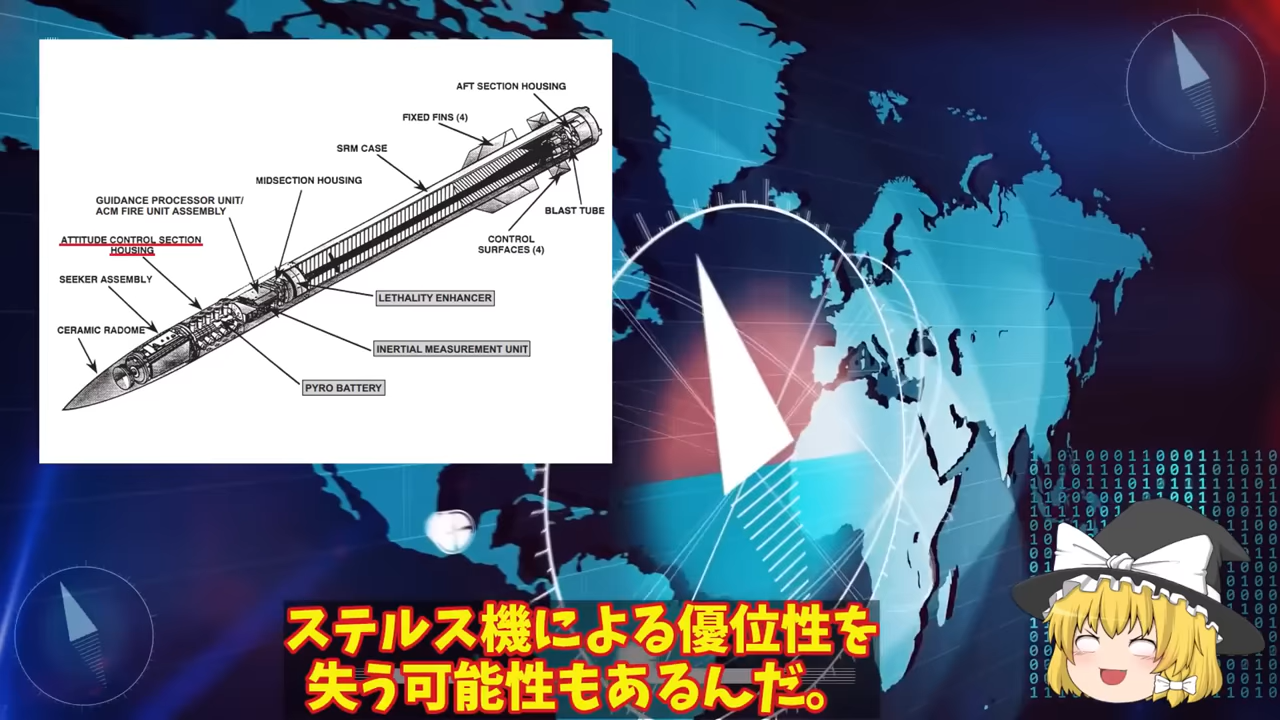 AFT SECTION HOUSING
FIXED FINS (4)
SRM CASE
MIDSECTION HOUSING
GUIDANCE PROCESSOR UNIT/
ACM FIRE UNIT ASSEMBLY
BLAST TUBE
ATTITUDE CONTROL SECTION
HOUSING
CONTROL
SURFACES (4)
SEEKER ASSEMBLY
LETHALITY ENHANCER
CERAMIC RADOME
INERTIAL MEASUREMENT UNIT
PYRO BATTERY
ステルス機による優位性を
失う可能性もあるんだ。